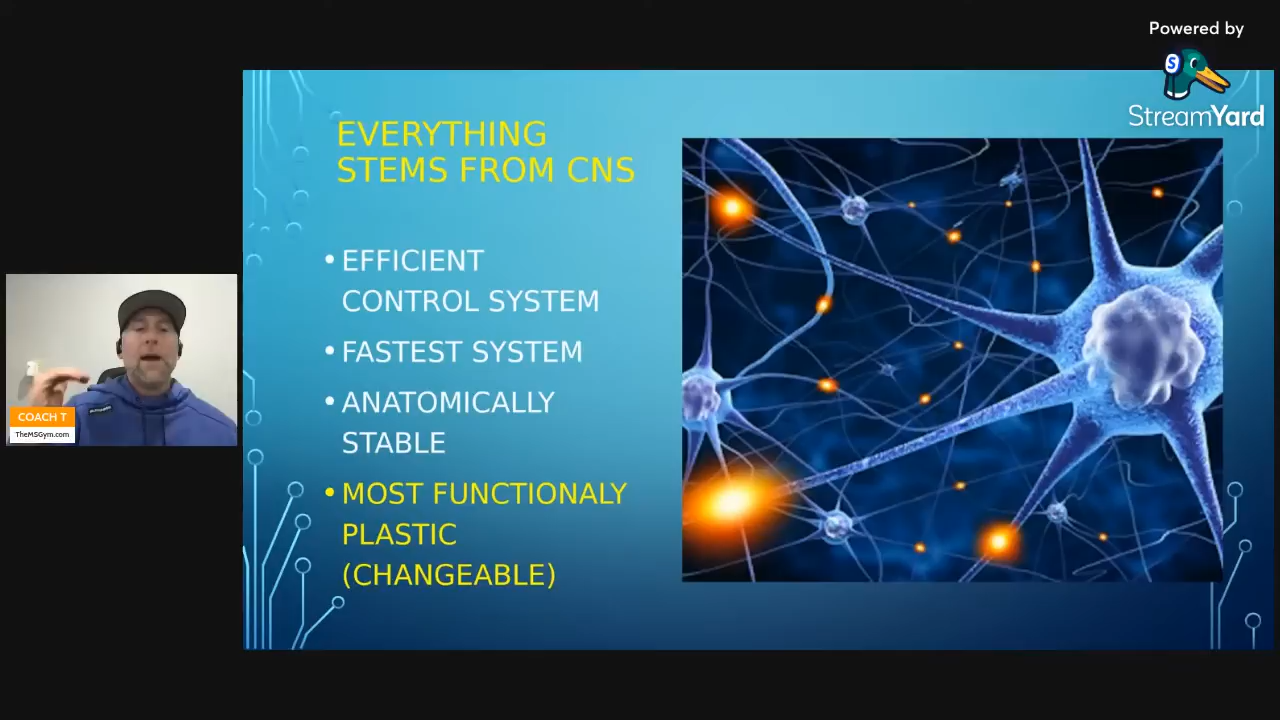 Powered by
StreamYard
EVERYTHING
STEMS FROM CNS
• EFFICIENT
CONTROL SYSTEM
• FASTEST SYSTEM
• ANATOMICALLY
STABLE
• MOST FUNCTIONALY
PLASTIC
(CHANGEABLE)
COACH T
TheMSGym.com